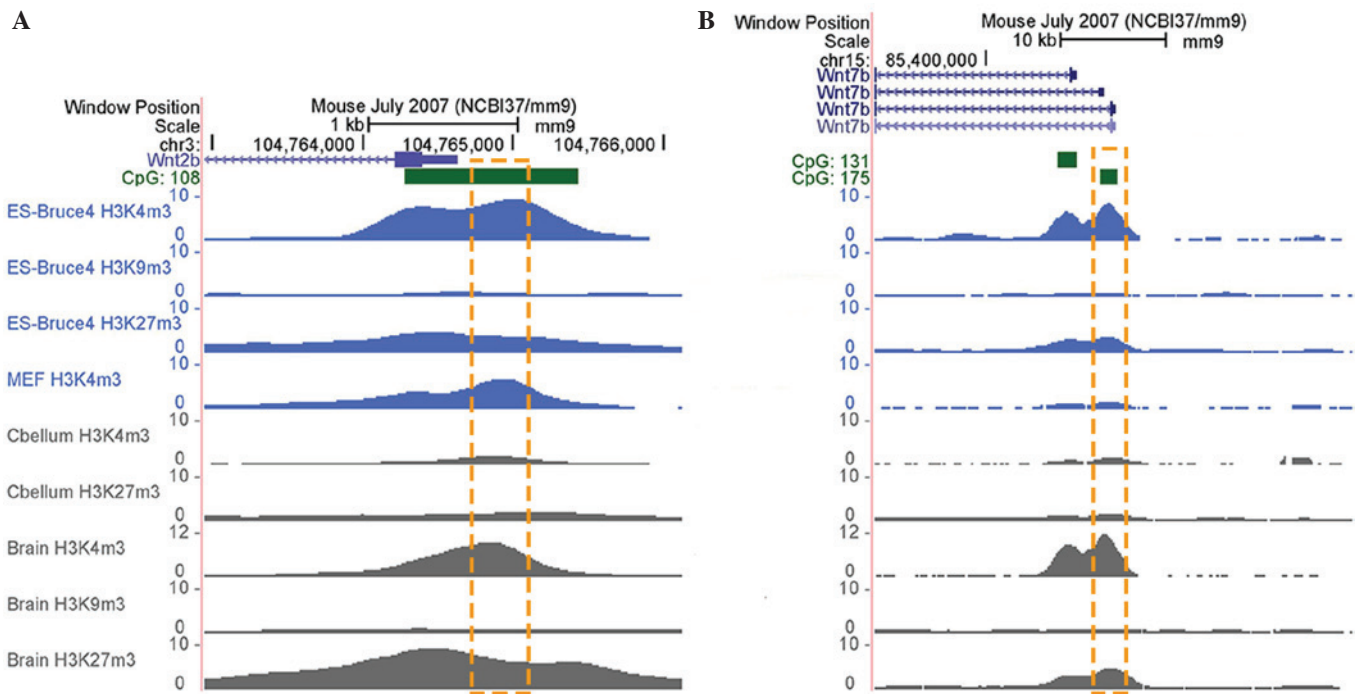 A
Window Position Mouse July 2007 (NCBI37/mm9)
Scale 1 kb mm9
chr3: 104,764,000 104,765,000 104,766,000
Wnt2b
CpG: 108
10
ES-Bruce4 H3K4m3
0
10
ES-Bruce4 H3K9m3
0
10
ES-Bruce4 H3K27m3
0
10
MEF H3K4m3
0
10
Cbellum H3K4m3
0
10
Cbellum H3K27m3
0
12
Brain H3K4m3
0
10
Brain H3K9m3
0
10
Brain H3K27m3
0
B
Window Position Mouse July 2007 (NCBI37/mm9)
Scale 10 kb mm9
chr15: 85,400,000
Wnt7b
Wnt7b
Wnt7b
Wnt7b
CpG: 131
CpG: 175
10
0
10
0
10
0
10
0
10
0
10
0
12
0
10
0
10
0